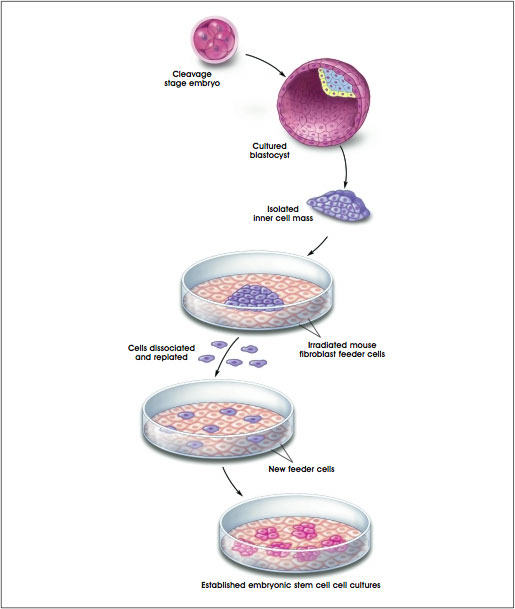 Cleavage
stage embryo
Cultured
blastocyst
Isolated
inner cell mass
Irradiated mouse
fibroblast feeder cells
Cells dissociated
and replated
New feeder cells
Established embryonic stem cell cell cultures